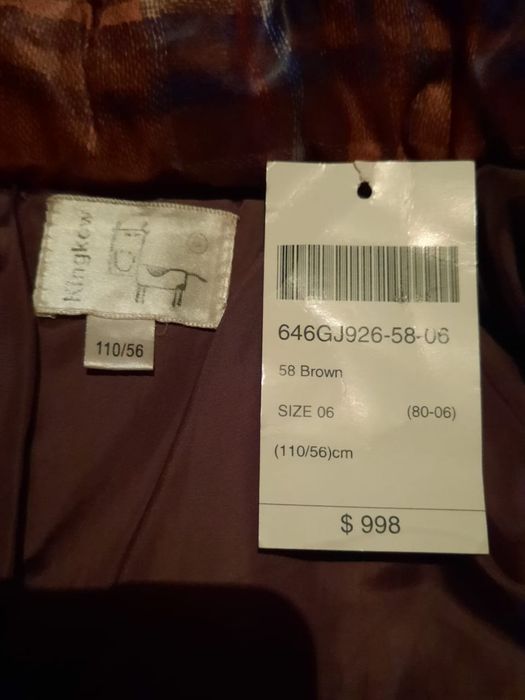 Kingkow
110/56
646GJ926-58-06
58 Brown
SIZE 06 (80-06)
(110/56)cm
$ 998